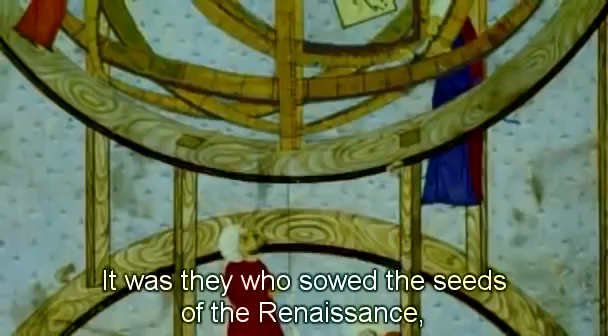 It was they who sowed the seeds
of the Renaissance,